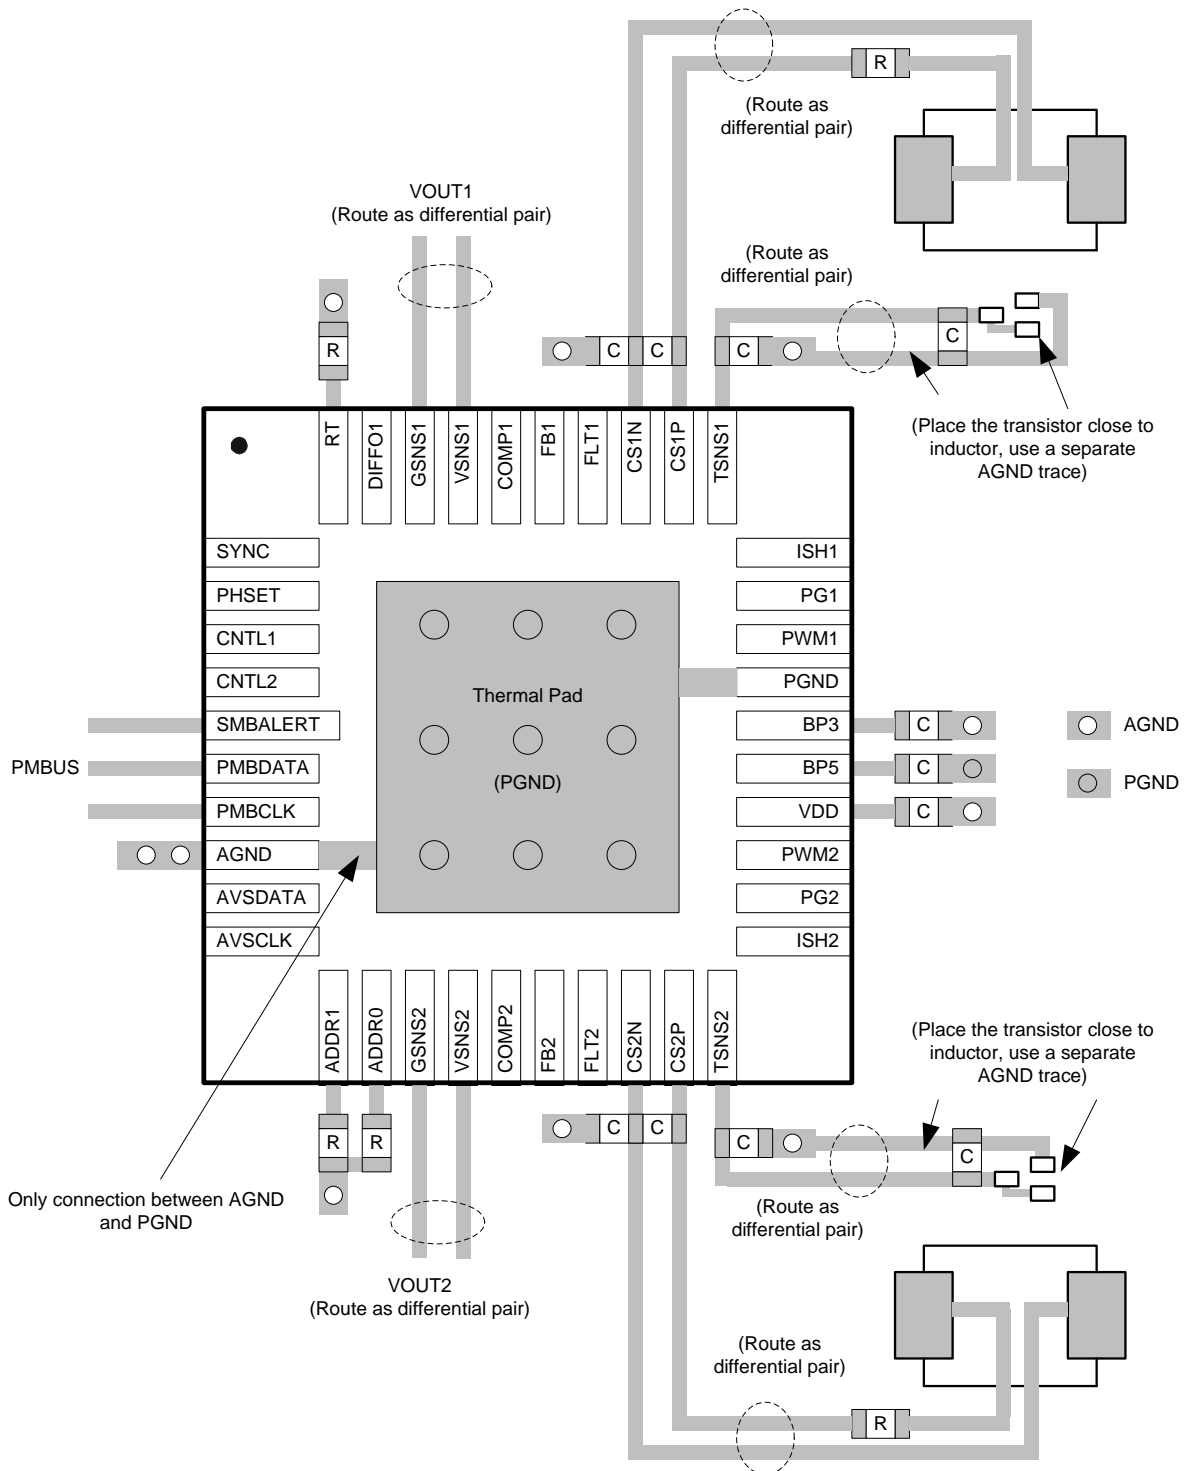 R
(Route as
differential pair)
VOUT1
(Route as differential pair)
(Route as
differential pair)
R
C
C
C
C
(Place the transistor close to
inductor, use a separate
AGND trace)
RT
DIFFO1
GSNS1
VSNS1
COMP1
FB1
FLT1
CS1N
CS1P
TSNS1
SYNC
PHSET
CNTL1
CNTL2
SMBALERT
PMBUS
PMBDATA
PMBCLK
AGND
AVSDATA
AVSCLK
Thermal Pad
(PGND)
ISH1
PG1
PWM1
PGND
BP3
C
AGND
BP5
C
PGND
VDD
C
PWM2
PG2
ISH2
ADDR1
ADDR0
GSNS2
VSNS2
COMP2
FB2
FLT2
CS2N
CS2P
TSNS2
(Place the transistor close to
inductor, use a separate
AGND trace)
R
R
C
C
C
C
Only connection between AGND
and PGND
(Route as
differential pair)
VOUT2
(Route as differential pair)
(Route as
differential pair)
R